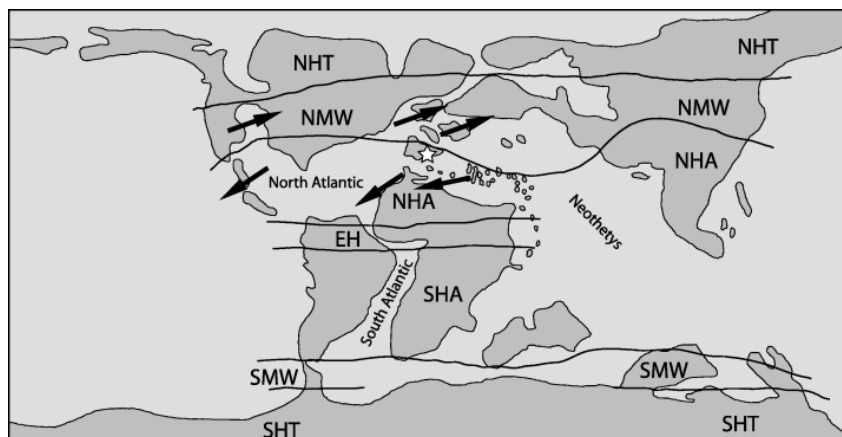 NHT
NHT
NMW
NMW
NHA
North Atlantic
NHA
Neothetys
EH
South Atlantic
SHA
SMW
SMW
SHT
SHT